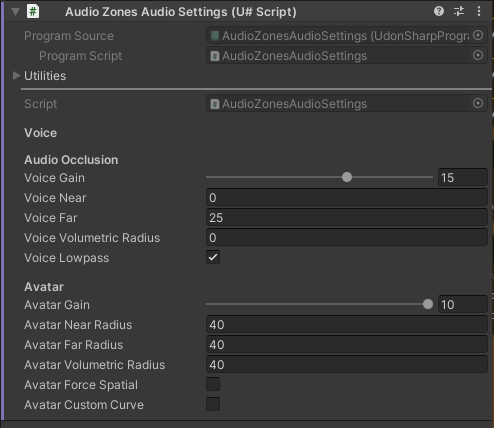 Audio Zones Audio Settings (U# Script)
Program Source AudioZonesAudioSettings (UdonSharpProgra
Program Script AudioZonesAudioSettings
Utilities
Script AudioZonesAudioSettings
Voice
Audio Occlusion
Voice Gain 15
Voice Near 0
Voice Far 25
Voice Volumetric Radius 0
Voice Lowpass
Avatar
Avatar Gain 10
Avatar Near Radius 40
Avatar Far Radius 40
Avatar Volumetric Radius 40
Avatar Force Spatial
Avatar Custom Curve